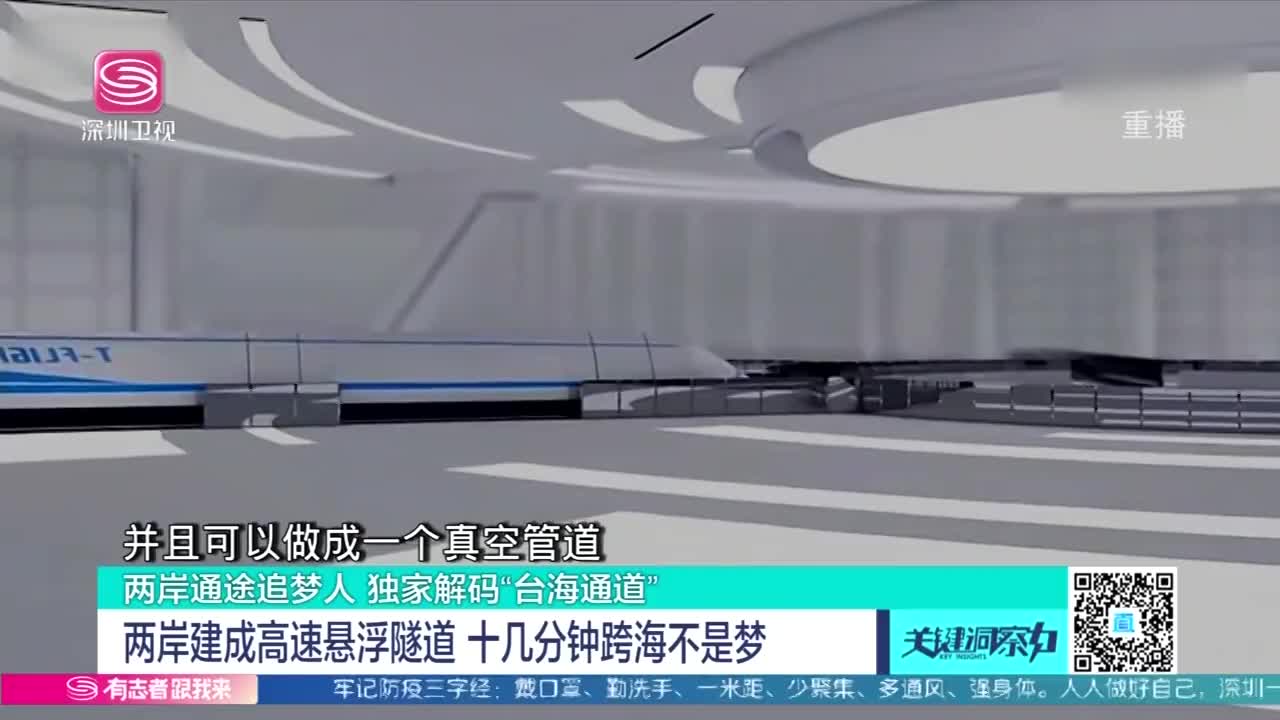 深圳卫视
重播
T-FLIGH
并且可以做成一个真空管道
两岸通途追梦人 独家解码“台海通道”
两岸建成高速悬浮隧道 十几分钟跨海不是梦
关键洞察力
KEY INSIGHTS
直
有志者跟我来
牢记防疫三字经：戴口罩、勤洗手、一米距、少聚集、多通风、强身体。人人做好自己，深圳一